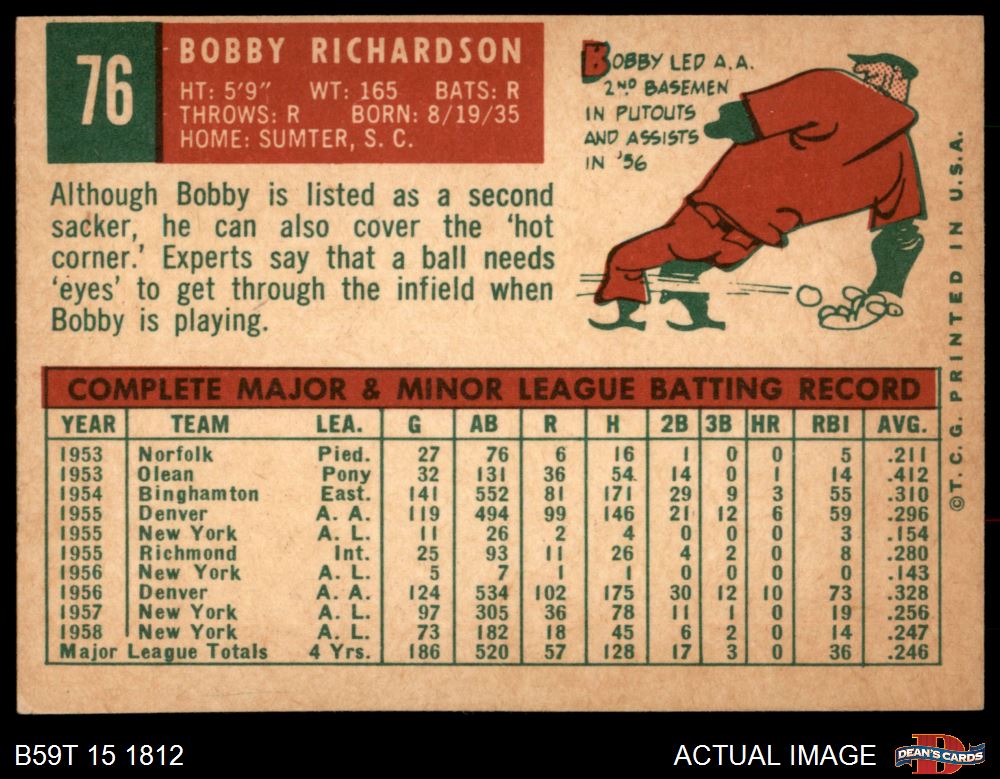 76
BOBBY RICHARDSON
HT: 5'9" WT: 165 BATS: R
THROWS: R BORN: 8/19/35
HOME: SUMTER, S. C.
BOBBY LED A.A.
2ND BASEMEN
IN PUTOUTS
AND ASSISTS
IN '56
Although Bobby is listed as a second
sacker, he can also cover the 'hot
corner.' Experts say that a ball needs
'eyes' to get through the infield when
Bobby is playing.
COMPLETE MAJOR & MINOR LEAGUE BATTING RECORD
YEAR TEAM LEA. G AB R H 2B 3B HR RBI AVG.
1953 Norfolk Pied. 27 76 6 16 1 0 0 5 .211
1953 Olean Pony 32 131 36 54 14 0 1 14 .412
1954 Binghamton East. 141 552 81 171 29 9 3 55 .310
1955 Denver A. A. 119 494 99 146 21 12 6 59 .296
1955 New York A. L. 11 26 2 4 0 0 0 3 .154
1955 Richmond Int. 25 93 11 26 4 2 0 8 .280
1956 New York A. L. 5 7 1 1 0 0 0 0 .143
1956 Denver A. A. 124 534 102 175 30 12 10 73 .328
1957 New York A. L. 97 305 36 78 11 1 0 19 .256
1958 New York A. L. 73 182 18 45 6 2 0 14 .247
Major League Totals 4 Yrs. 186 520 57 128 17 3 0 36 .246
©T. C. G. PRINTED IN U.S.A.
B59T 15 1812
ACTUAL IMAGE
DEAN'S CARDS